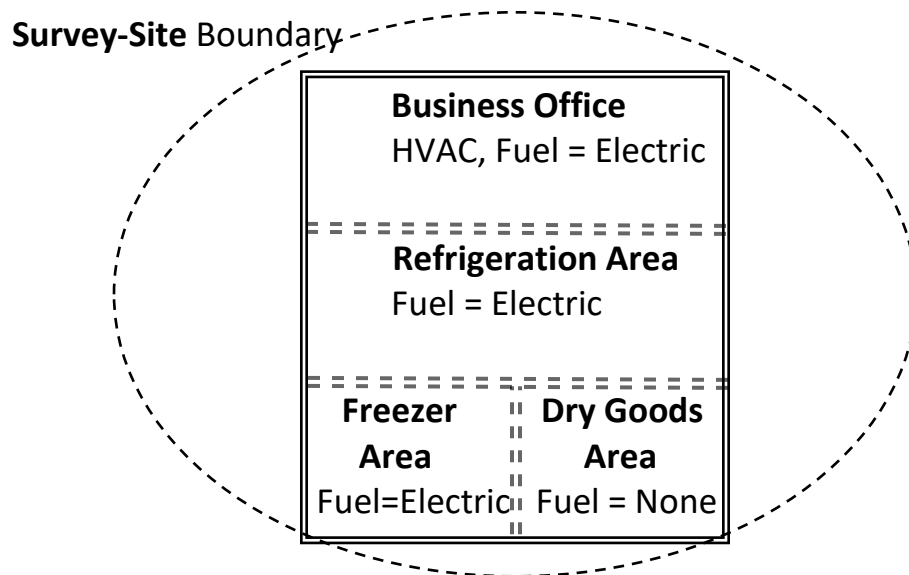 Survey-Site Boundary
Business Office
HVAC, Fuel = Electric
Refrigeration Area
Fuel = Electric
Freezer
Area
Fuel=Electric
Dry Goods
Area
Fuel = None